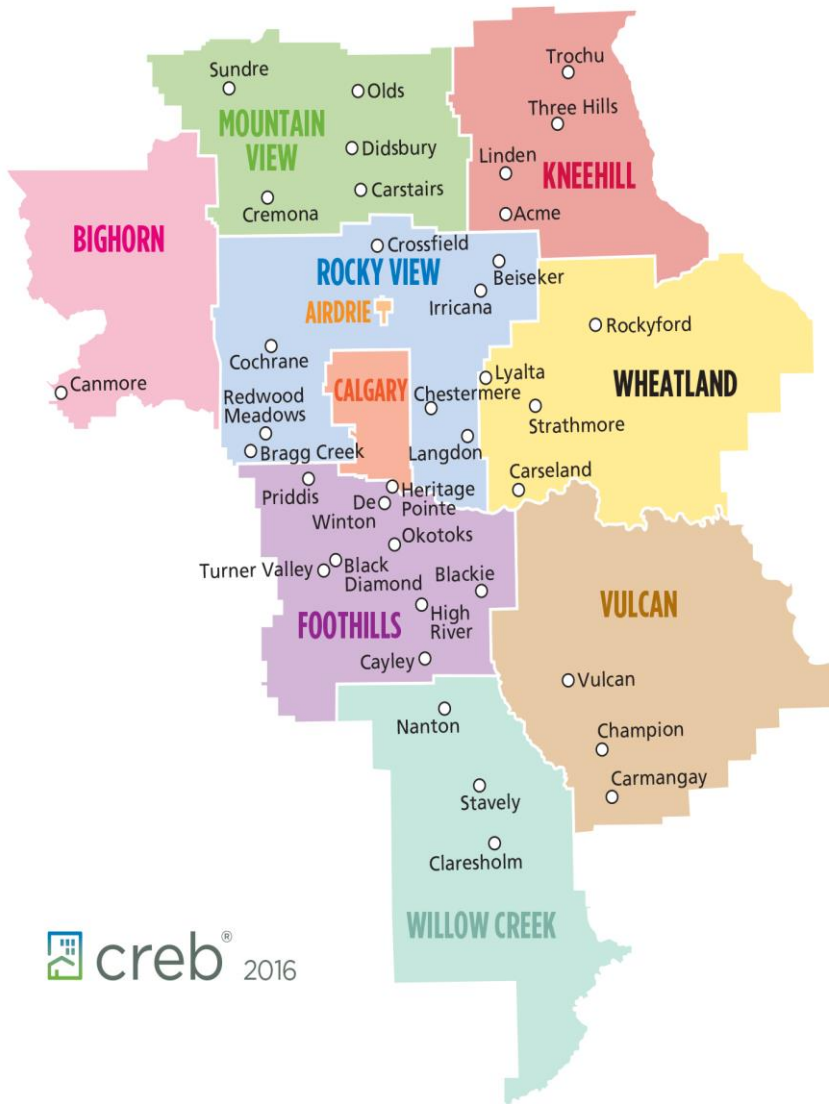 Sundre
Olds
MOUNTAIN
VIEW
Didsbury
Carstairs
Cremona
Trochu
Three Hills
Linden
KNEEHILL
Acme
BIGHORN
Canmore
Crossfield
ROCKY VIEW
Beiseker
AIRDRIE
Irricana
Cochrane
CALGARY
Redwood
Meadows
Chestermere
Bragg Creek
Langdon
Rockyford
Lyalta
WHEATLAND
Strathmore
Carseland
Priddis
Heritage
Pointe
De
Winton
Okotoks
Turner Valley
Black
Diamond
Blackie
FOOTHILLS
High
River
Cayley
VULCAN
Vulcan
Champion
Carmangay
Nanton
Stavely
Claresholm
WILLOW CREEK
creb® 2016